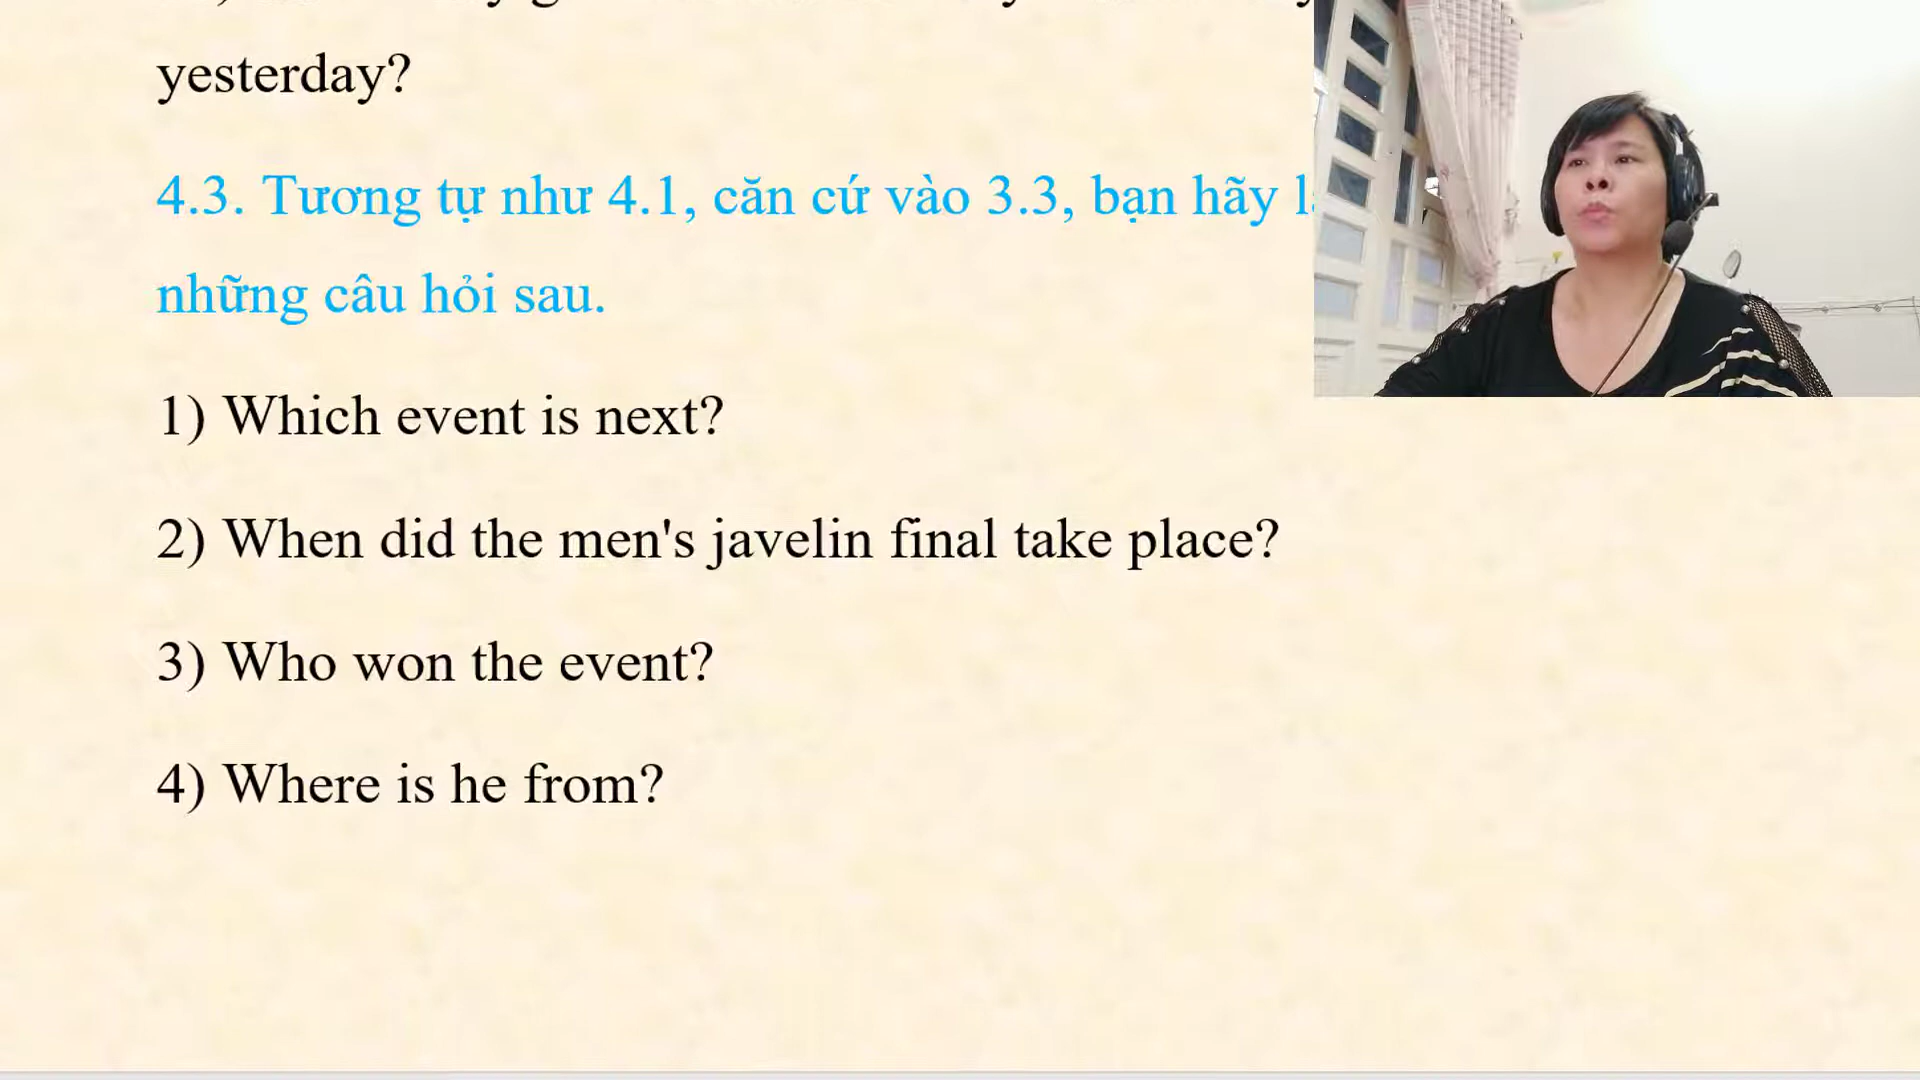 yesterday?
4.3. Tương tự như 4.1, căn cứ vào 3.3, bạn hãy
những câu hỏi sau.
1) Which event is next?
2) When did the men's javelin final take place?
3) Who won the event?
4) Where is he from?